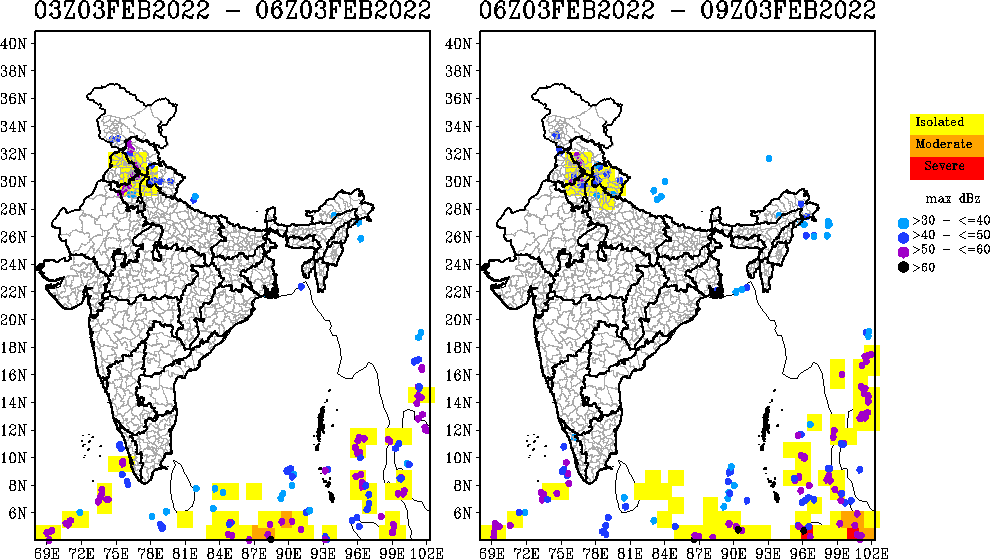 03Z03FEB2022 – 06Z03FEB2022
06Z03FEB2022 – 09Z03FEB2022
40N
38N
36N
34N
32N
30N
28N
26N
24N
22N
20N
18N
16N
14N
12N
10N
8N
6N
69E 72E 75E 78E 81E 84E 87E 90E 93E 96E 99E 102E
40N
38N
36N
34N
32N
30N
28N
26N
24N
22N
20N
18N
16N
14N
12N
10N
8N
6N
69E 72E 75E 78E 81E 84E 87E 90E 93E 96E 99E 102E
Isolated
Moderate
Severe
max dBz
>30 – <=40
>40 – <=50
>50 – <=60
>60